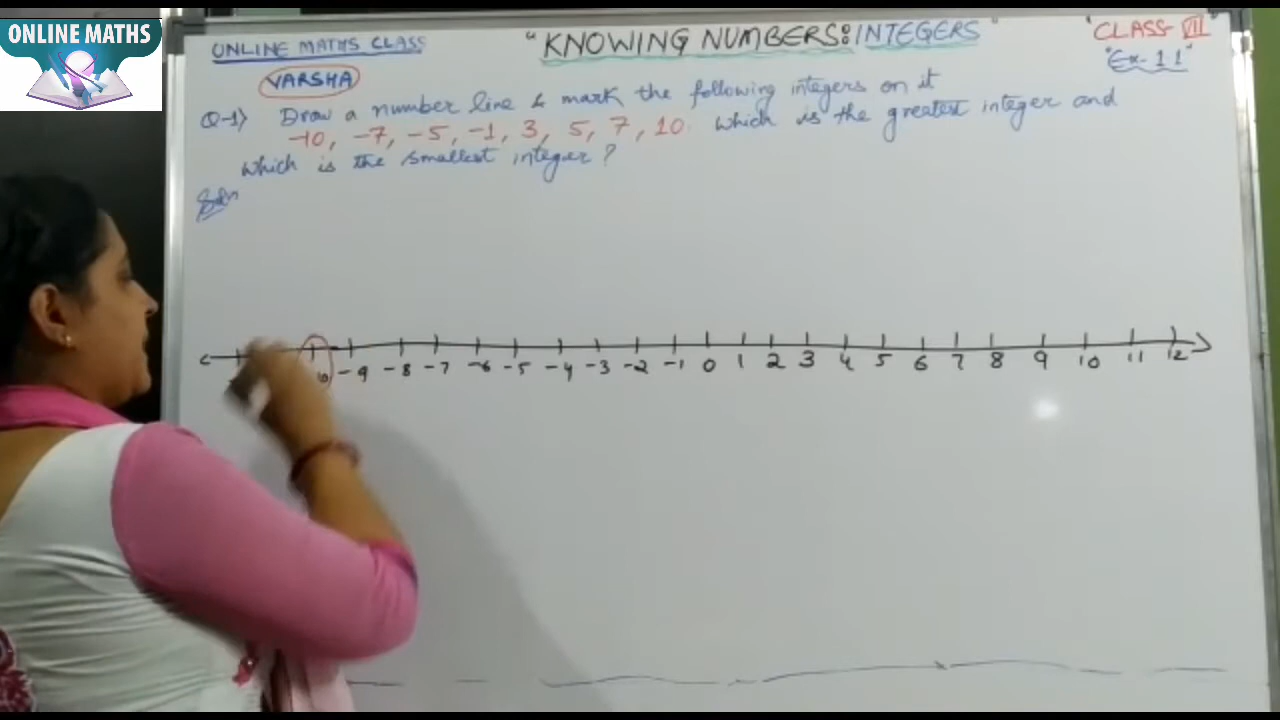 ONLINE MATHS
ONLINE MATHS CLASS
"KNOWING NUMBERS: INTEGERS"
"CLASS VII"
"Ex- 1.1"
VARSHA
Q-1) Draw a number line & mark the following integers on it
-10, -7, -5, -1, 3, 5, 7, 10. which is the greatest integer and
which is the smallest integer?
Soln
-9 -8 -7 -6 -5 -4 -3 -2 -1 0 1 2 3 4 5 6 7 8 9 10 11 12